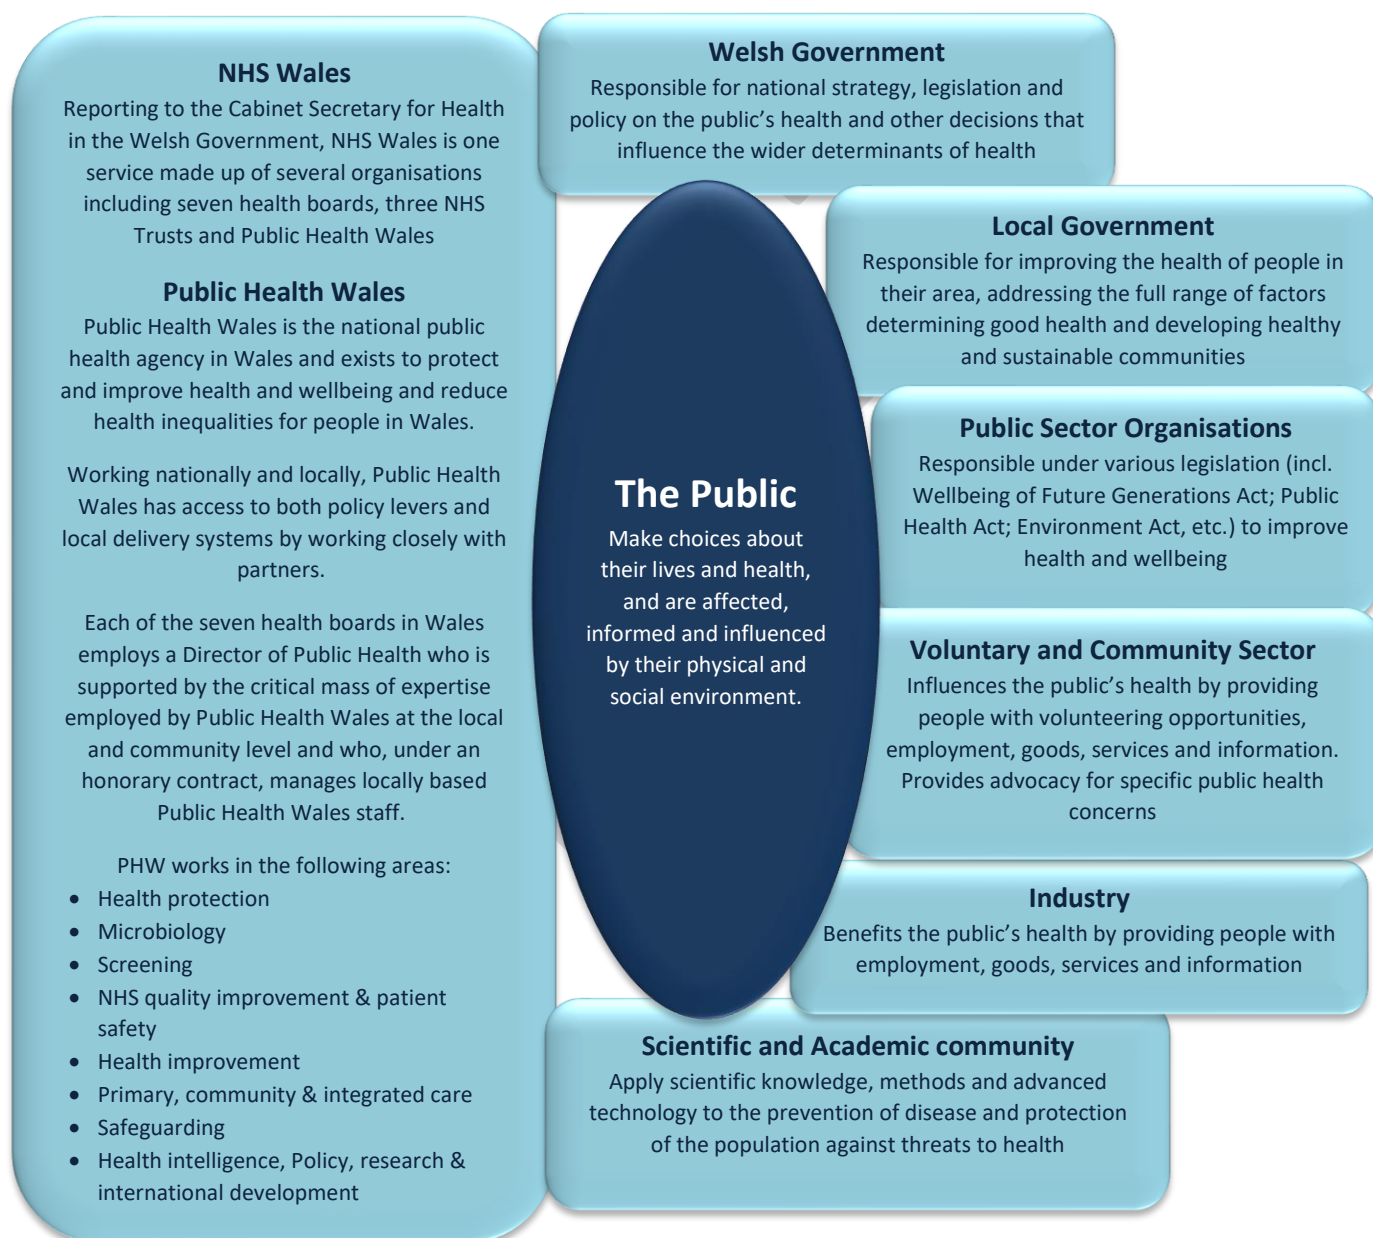 NHS Wales
Reporting to the Cabinet Secretary for Health
in the Welsh Government, NHS Wales is one
service made up of several organisations
including seven health boards, three NHS
Trusts and Public Health Wales
Public Health Wales
Public Health Wales is the national public
health agency in Wales and exists to protect
and improve health and wellbeing and reduce
health inequalities for people in Wales.
Working nationally and locally, Public Health
Wales has access to both policy levers and
local delivery systems by working closely with
partners.
Each of the seven health boards in Wales
employs a Director of Public Health who is
supported by the critical mass of expertise
employed by Public Health Wales at the local
and community level and who, under an
honorary contract, manages locally based
Public Health Wales staff.
PHW works in the following areas:
• Health protection
• Microbiology
• Screening
• NHS quality improvement & patient
safety
• Health improvement
• Primary, community & integrated care
• Safeguarding
• Health intelligence, Policy, research &
international development
The Public
Make choices about
their lives and health,
and are affected,
informed and influenced
by their physical and
social environment.
Welsh Government
Responsible for national strategy, legislation and
policy on the public’s health and other decisions that
influence the wider determinants of health
Local Government
Responsible for improving the health of people in
their area, addressing the full range of factors
determining good health and developing healthy
and sustainable communities
Public Sector Organisations
Responsible under various legislation (incl.
Wellbeing of Future Generations Act; Public
Health Act; Environment Act, etc.) to improve
health and wellbeing
Voluntary and Community Sector
Influences the public’s health by providing
people with volunteering opportunities,
employment, goods, services and information.
Provides advocacy for specific public health
concerns
Industry
Benefits the public’s health by providing people with
employment, goods, services and information
Scientific and Academic community
Apply scientific knowledge, methods and advanced
technology to the prevention of disease and protection
of the population against threats to health